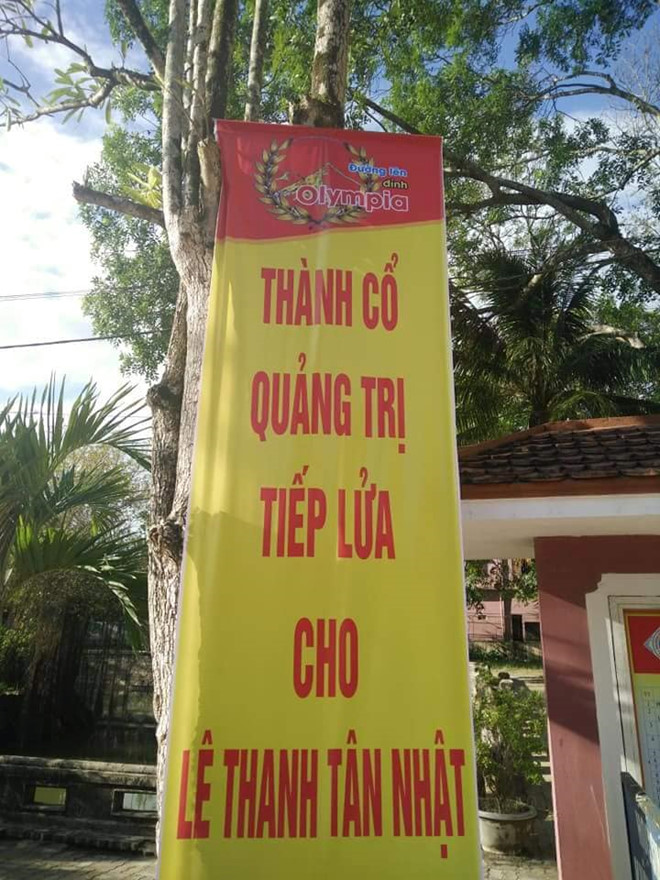 Đường lên
đỉnh
Olympia
THÀNH CỔ
QUẢNG TRỊ
TIẾP LỬA
CHO
LÊ THANH TÂN NHẬT